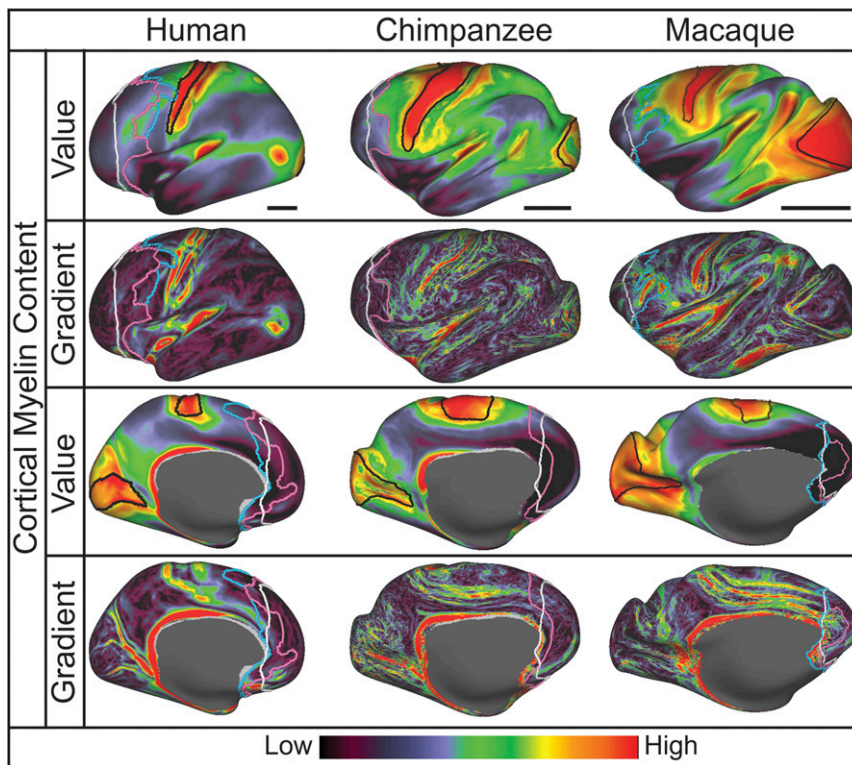 Human Chimpanzee Macaque
Cortical Myelin Content
Value
Gradient
Value
Gradient
Low High